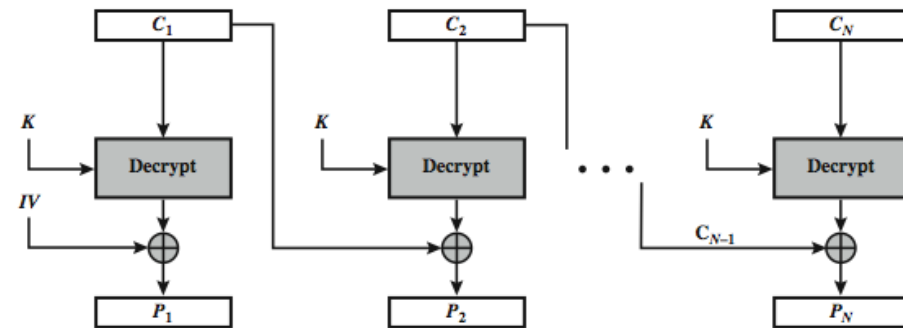 C1 C2 CN
K K K
Decrypt Decrypt Decrypt
IV
CN–1
P1 P2 PN